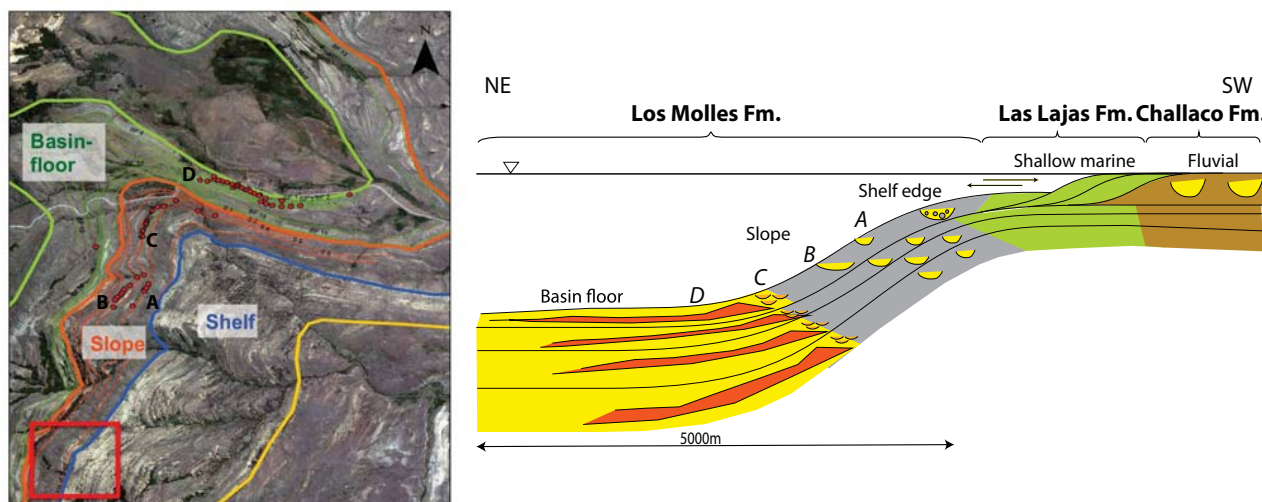 N
Basin-
floor
D
C
B
A
Slope
Shelf
NE
SW
Los Molles Fm.
Las Lajas Fm.
Challaco Fm.
Shallow marine
Fluvial
Shelf edge
A
Slope
B
C
Basin floor
D
5000m